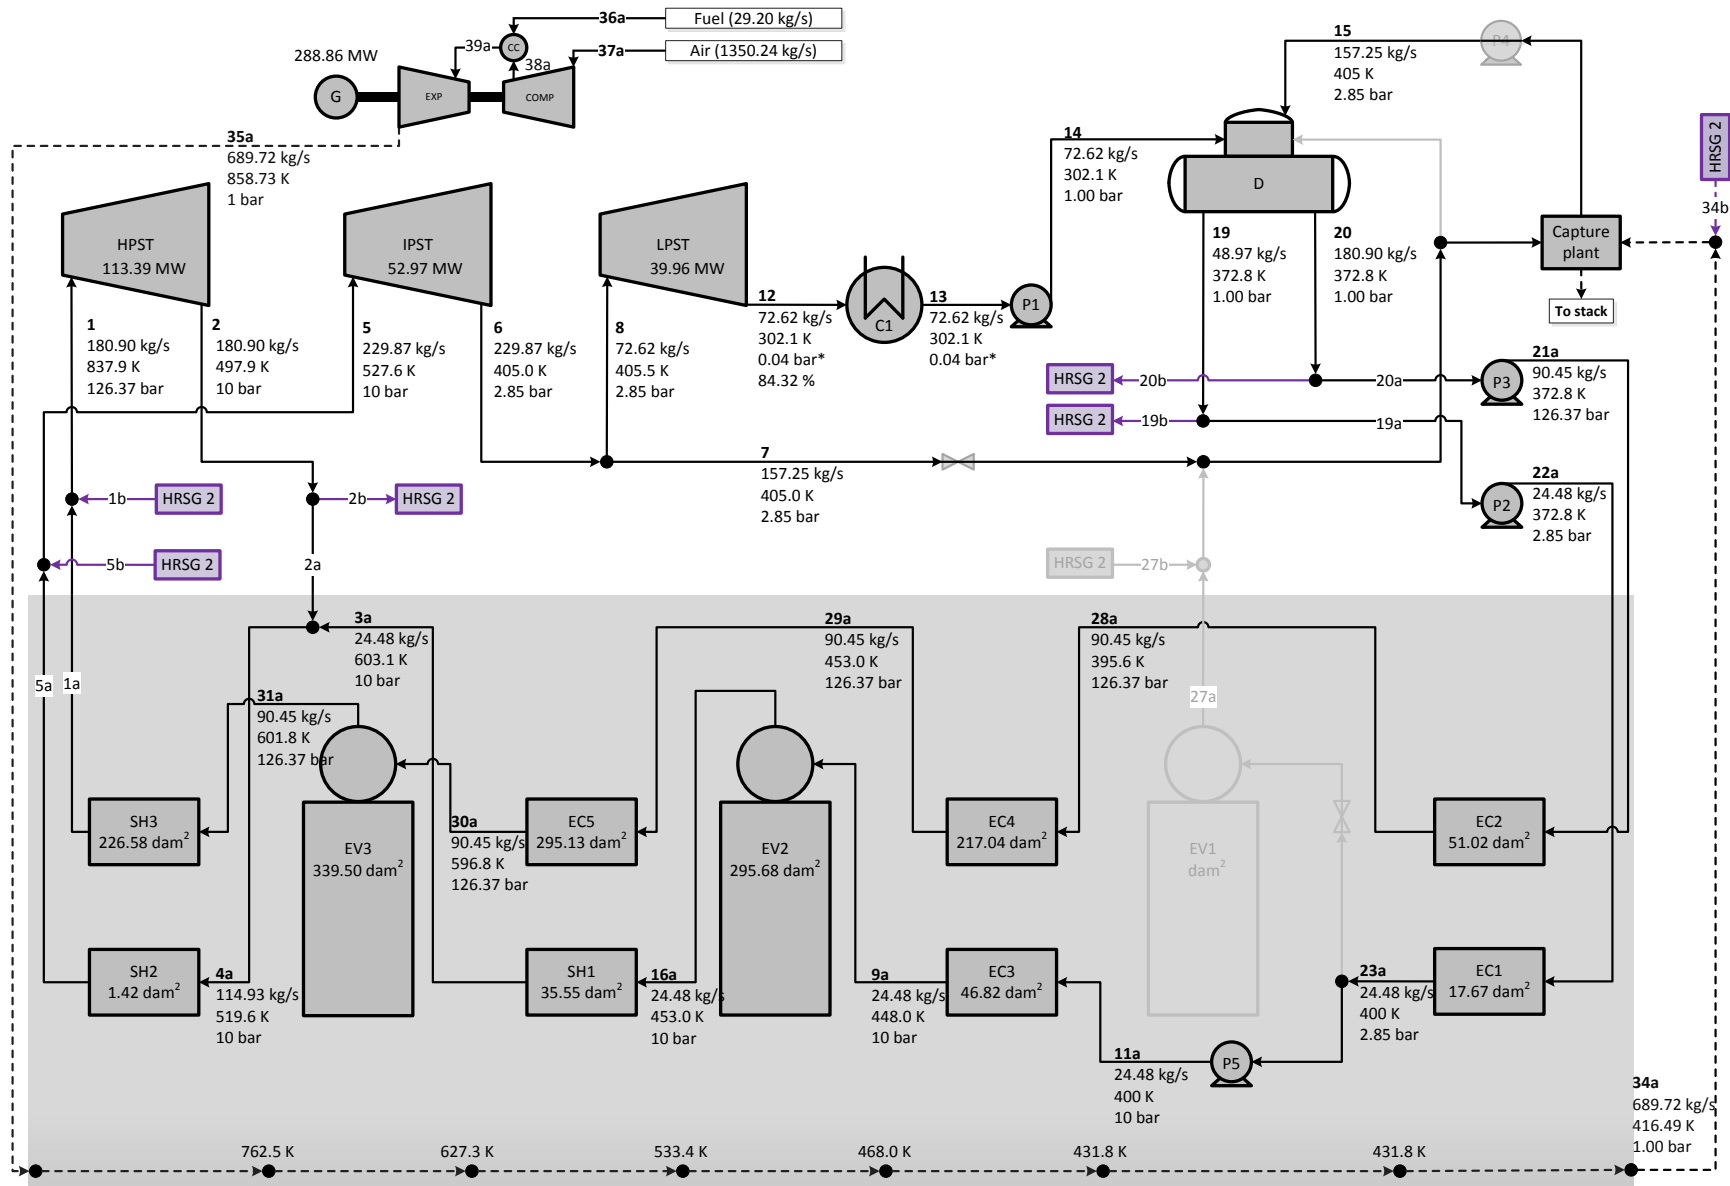 36a
Fuel (29.20 kg/s)
39a
CC
37a
Air (1350.24 kg/s)
38a
288.86 MW
G
EXP
COMP
15
157.25 kg/s
405 K
2.85 bar
P4
HRSG 2
34b
35a
689.72 kg/s
858.73 K
1 bar
14
72.62 kg/s
302.1 K
1.00 bar
D
HPST
113.39 MW
IPST
52.97 MW
LPST
39.96 MW
19
48.97 kg/s
372.8 K
1.00 bar
20
180.90 kg/s
372.8 K
1.00 bar
Capture
plant
To stack
1
180.90 kg/s
837.9 K
126.37 bar
2
180.90 kg/s
497.9 K
10 bar
5
229.87 kg/s
527.6 K
10 bar
6
229.87 kg/s
405.0 K
2.85 bar
8
72.62 kg/s
405.5 K
2.85 bar
12
72.62 kg/s
302.1 K
0.04 bar*
84.32 %
C1
13
72.62 kg/s
302.1 K
0.04 bar*
P1
HRSG 2
20b
20a
P3
21a
90.45 kg/s
372.8 K
126.37 bar
HRSG 2
19b
19a
7
157.25 kg/s
405.0 K
2.85 bar
P2
22a
24.48 kg/s
372.8 K
2.85 bar
1b
HRSG 2
2b
HRSG 2
5b
HRSG 2
2a
HRSG 2
27b
3a
24.48 kg/s
603.1 K
10 bar
29a
90.45 kg/s
453.0 K
126.37 bar
28a
90.45 kg/s
395.6 K
126.37 bar
5a
1a
31a
90.45 kg/s
601.8 K
126.37 bar
27a
SH3
226.58 dam²
EV3
339.50 dam²
30a
90.45 kg/s
596.8 K
126.37 bar
EC5
295.13 dam²
EV2
295.68 dam²
EC4
217.04 dam²
EV1
dam²
EC2
51.02 dam²
SH2
1.42 dam²
4a
114.93 kg/s
519.6 K
10 bar
SH1
35.55 dam²
16a
24.48 kg/s
453.0 K
10 bar
9a
24.48 kg/s
448.0 K
10 bar
EC3
46.82 dam²
23a
24.48 kg/s
400 K
2.85 bar
EC1
17.67 dam²
11a
24.48 kg/s
400 K
10 bar
P5
34a
689.72 kg/s
416.49 K
1.00 bar
762.5 K
627.3 K
533.4 K
468.0 K
431.8 K
431.8 K